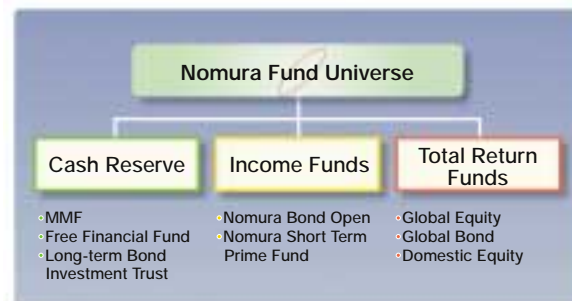 Nomura Fund Universe
Cash Reserve
Income Funds
Total Return
Funds
•MMF
•Free Financial Fund
•Long-term Bond
Investment Trust
•Nomura Bond Open
•Nomura Short Term
Prime Fund
•Global Equity
•Global Bond
•Domestic Equity